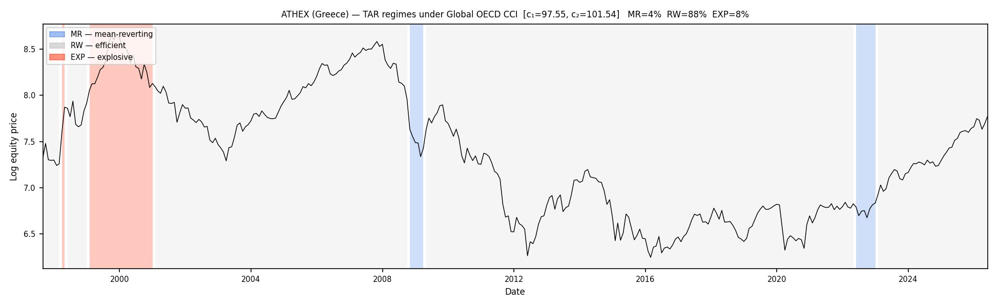 ATHEX (Greece) — TAR regimes under Global OECD CCI  [c₁=97.55, c₂=101.54]   MR=4%  RW=88%  EXP=8%
MR — mean-reverting
RW — efficient
EXP — explosive
Log equity price
8.5
8.0
7.5
7.0
6.5
2000
2004
2008
2012
2016
2020
2024
Date